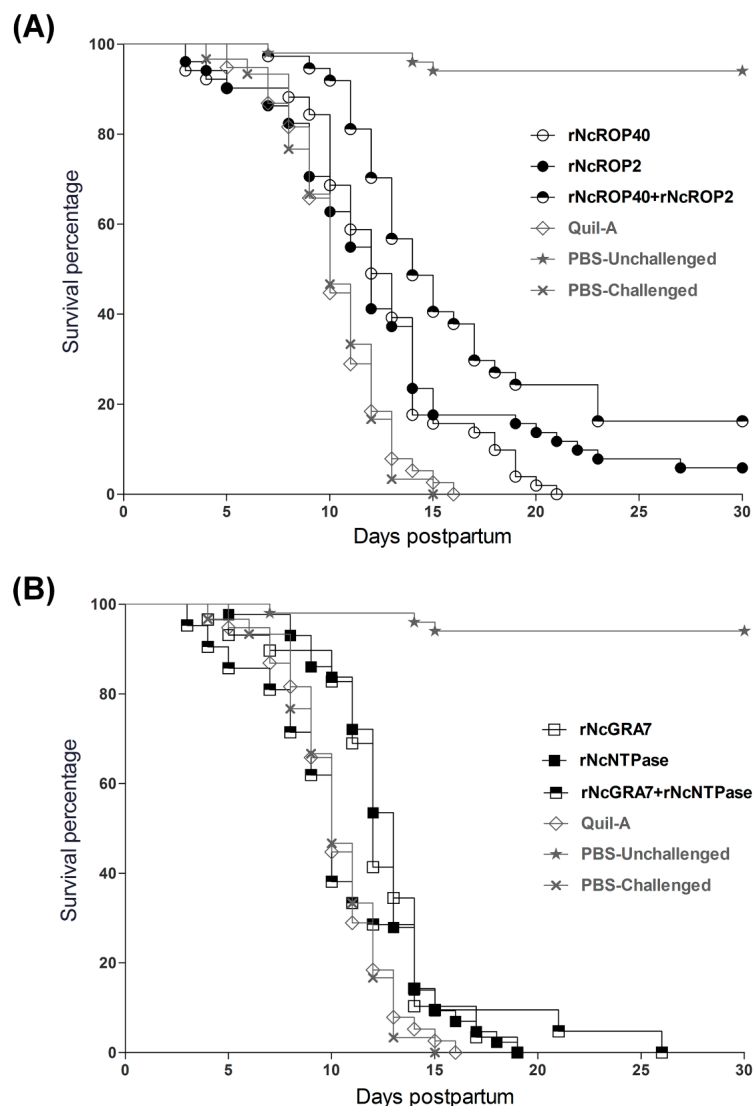 (A)
100
80
60
40
20
0
Survival percentage
rNcROP40
rNcROP2
rNcROP40+rNcROP2
Quil-A
PBS-Unchallenged
PBS-Challenged
0 5 10 15 20 25 30
Days postpartum
(B)
100
80
60
40
20
0
Survival percentage
rNcGRA7
rNcNTPase
rNcGRA7+rNcNTPase
Quil-A
PBS-Unchallenged
PBS-Challenged
0 5 10 15 20 25 30
Days postpartum